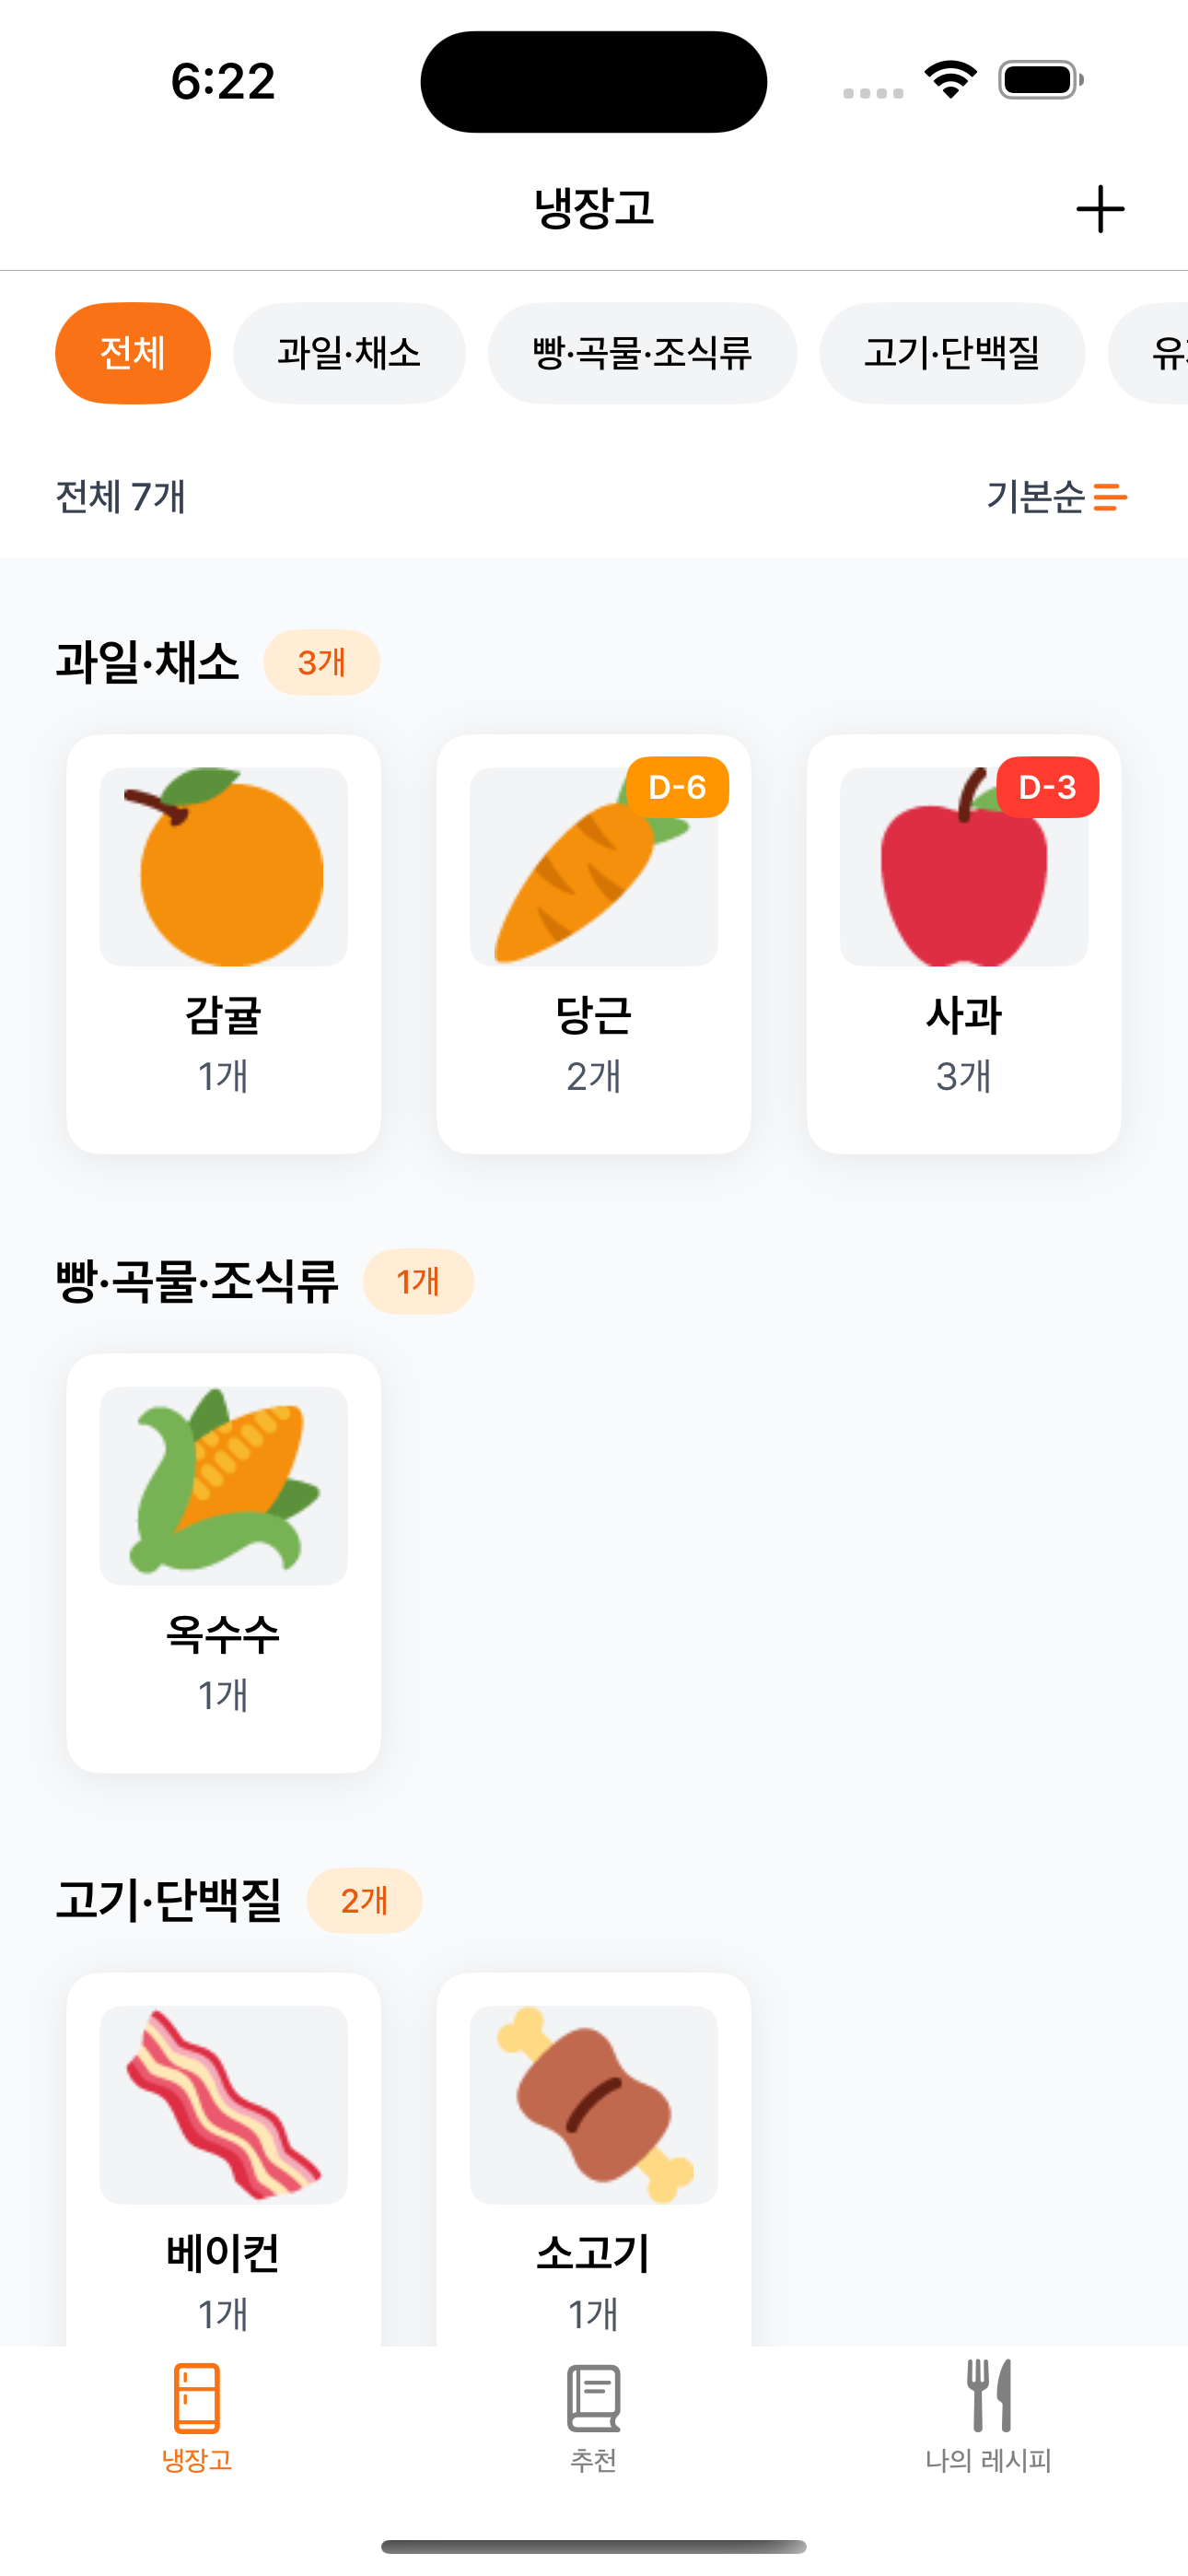 6:22
냉장고
전체 과일·채소 빵·곡물·조식류 고기·단백질
전체 7개 기본순
과일·채소 3개
D-6 D-3
감귤 당근 사과
1개 2개 3개
빵·곡물·조식류 1개
옥수수
1개
고기·단백질 2개
베이컨 소고기
1개 1개
냉장고 추천 나의 레시피